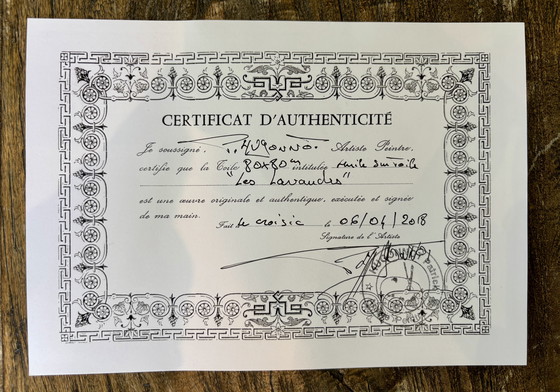 CERTIFICAT D'AUTHENTICITÉ
Je soussigné, Artiste Peintre,
certifie que la Toile 80x80 intitulée Huile sur toile
"Les Lavandes"
est une œuvre originale et authentique, exécutée et signée
de ma main.
Fait Le Croisic le 06/04/2018
Signature de l'Artiste